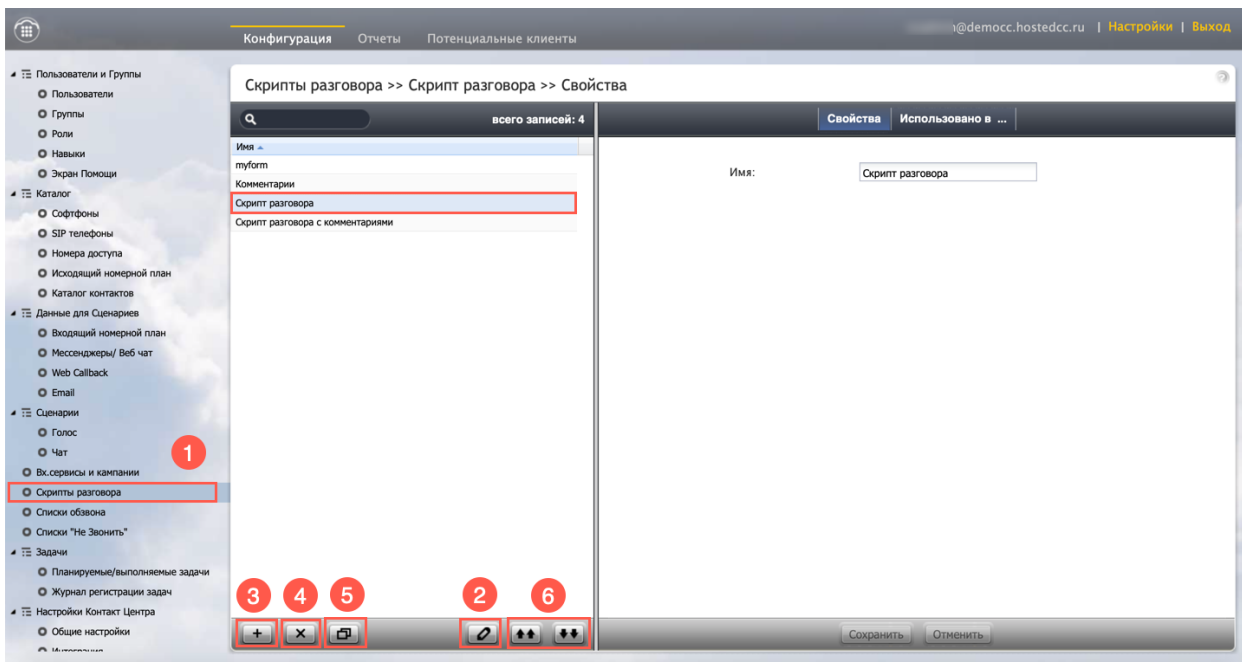 @democc.hostedcc.ru | Настройки | Выход
Конфигурация Отчеты Потенциальные клиенты
Пользователи и Группы
Пользователи
Группы
Роли
Навыки
Экран Помощи
Каталог
Софтфоны
SIP телефоны
Номера доступа
Исходящий номерной план
Каталог контактов
Данные для Сценариев
Входящий номерной план
Мессенджеры/ Веб чат
Web Callback
Email
Сценарии
Голос
Чат
1
Вх.сервисы и кампании
Скрипты разговора
Списки обзвона
Списки "Не Звонить"
Задачи
Планируемые/выполняемые задачи
Журнал регистрации задач
Настройки Контакт Центра
Общие настройки
Интеграция
Скрипты разговора >> Скрипт разговора >> Свойства
?
всего записей: 4
Имя
myform
Комментарии
Скрипт разговора
Скрипт разговора с комментариями
3 4 5 2 6
Свойства Использовано в ...
Имя: Скрипт разговора
Сохранить Отменить